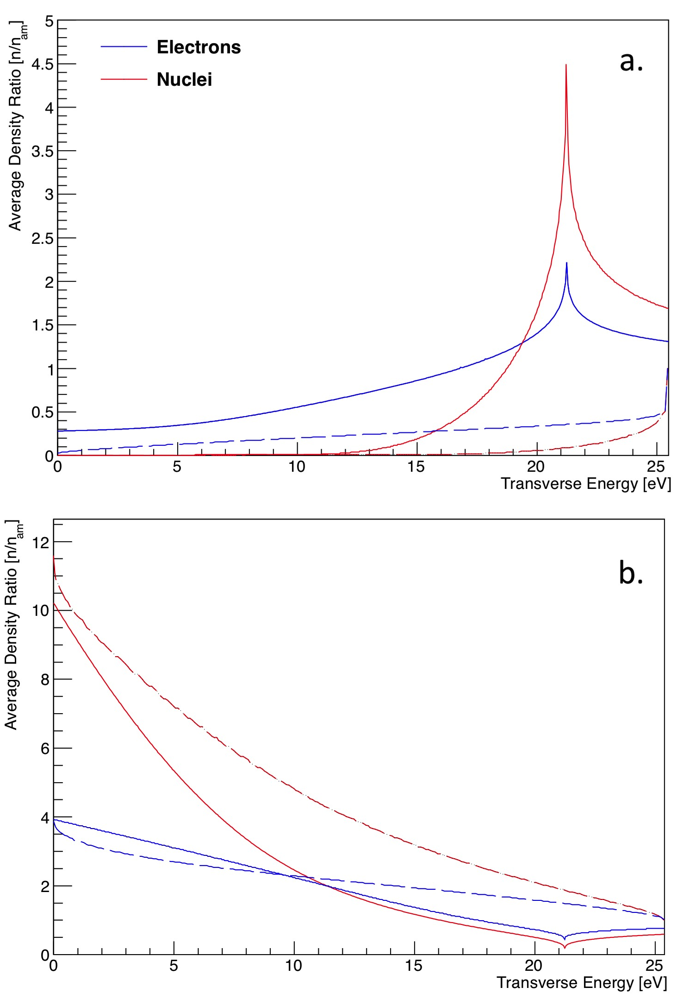 Average Density Ratio [n/n_am]
5
4.5
4
3.5
3
2.5
2
1.5
1
0.5
0
Electrons
Nuclei
a.
0 5 10 15 20 25
Transverse Energy [eV]
Average Density Ratio [n/n_am]
12
10
8
6
4
2
0
b.
0 5 10 15 20 25
Transverse Energy [eV]